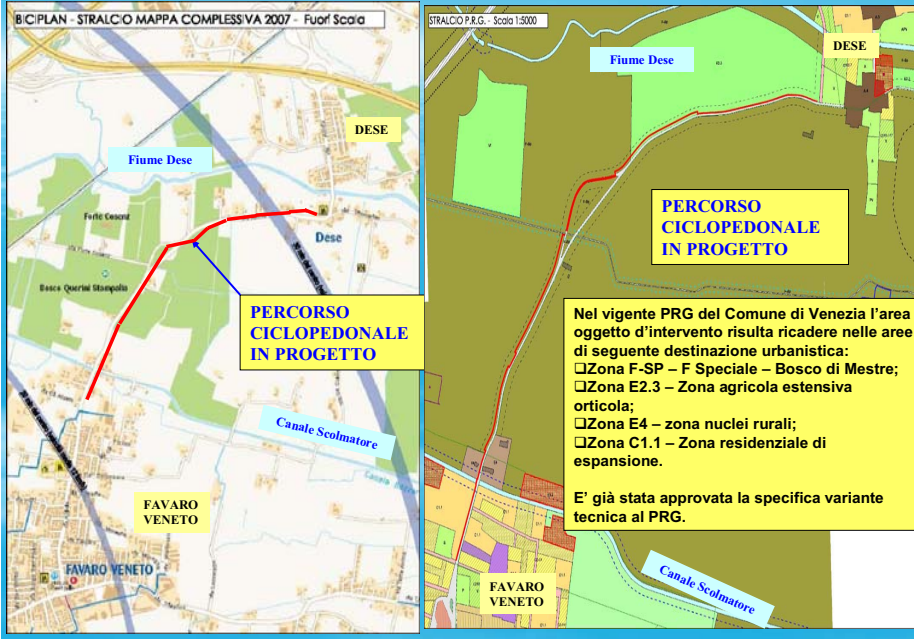 BICIPLAN - STRALCIO MAPPA COMPLESSIVA 2007 - Fuori Scala
DESE
Fiume Dese
Forte Cosenz
Dese
Bosco Querini Stampalia
PERCORSO
CICLOPEDONALE
IN PROGETTO
Canale Scolmatore
FAVARO
VENETO
FAVARO VENETO
STRALCIO P.R.G. - Scala 1:5000
DESE
Fiume Dese
PERCORSO
CICLOPEDONALE
IN PROGETTO
Nel vigente PRG del Comune di Venezia l’area
oggetto d’intervento risulta ricadere nelle aree
di seguente destinazione urbanistica:
❑Zona F-SP – F Speciale – Bosco di Mestre;
❑Zona E2.3 – Zona agricola estensiva
orticola;
❑Zona E4 – zona nuclei rurali;
❑Zona C1.1 – Zona residenziale di
espansione.
E’ già stata approvata la specifica variante
tecnica al PRG.
Canale Scolmatore
FAVARO
VENETO